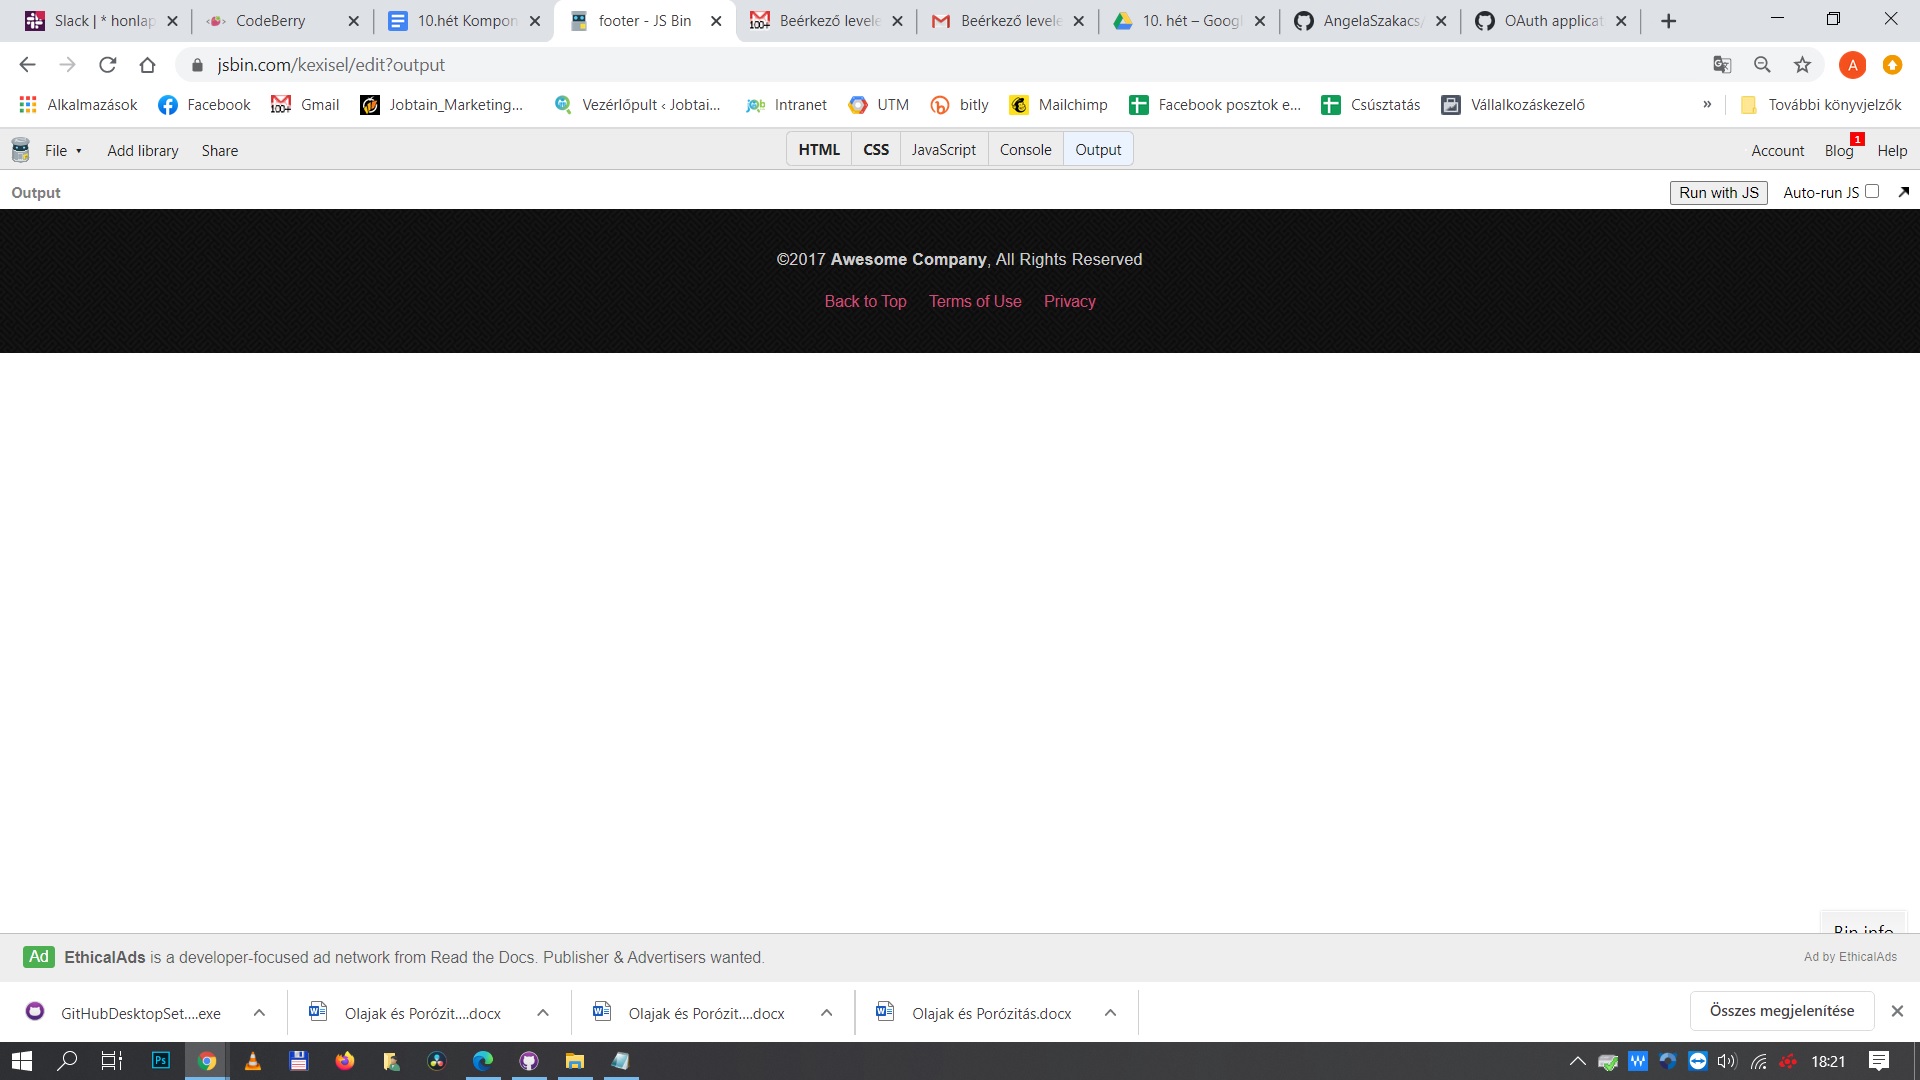 Slack | * honlap
CodeBerry
10.hét Kompon
footer - JS Bin
Beérkező levele
Beérkező levele
10. hét – Googl
AngelaSzakacs/
OAuth applicat
jsbin.com/kexisel/edit?output
A
Alkalmazások
Facebook
Gmail
Jobtain_Marketing...
Vezérlőpult ‹ Jobtai...
Intranet
UTM
bitly
Mailchimp
Facebook posztok e...
Csúsztatás
Vállalkozáskezelő
»
További könyvjelzők
File
Add library
Share
HTML
CSS
JavaScript
Console
Output
Account
Blog
1
Help
Output
Run with JS
Auto-run JS
©2017 Awesome Company, All Rights Reserved
Back to Top
Terms of Use
Privacy
Bin info
Ad
EthicalAds is a developer-focused ad network from Read the Docs. Publisher & Advertisers wanted.
Ad by EthicalAds
GitHubDesktopSet....exe
Olajak és Porózit....docx
Olajak és Porózit....docx
Olajak és Porózitás.docx
Összes megjelenítése
Ps
18:21